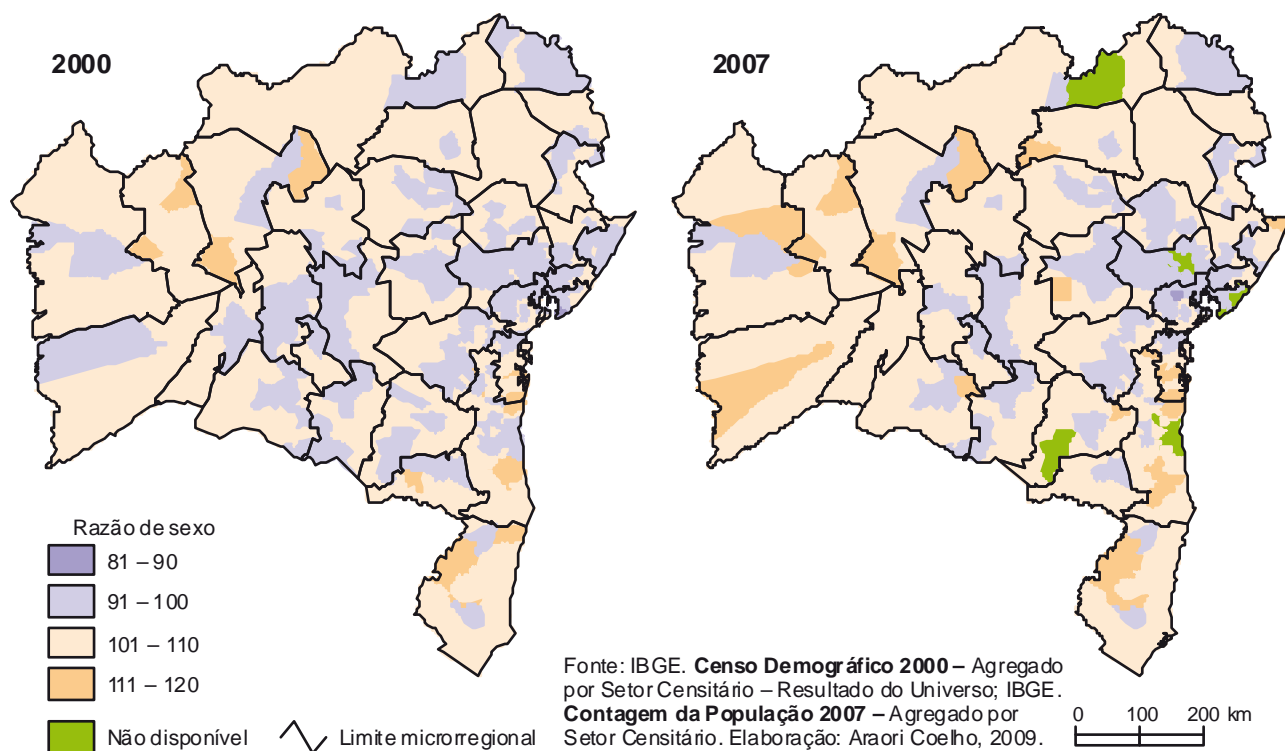 2000
2007
Razão de sexo
81 – 90
91 – 100
101 – 110
111 – 120
Não disponível
Limite microrregional
Fonte: IBGE. Censo Demográfico 2000 – Agregado
por Setor Censitário – Resultado do Universo; IBGE.
Contagem da População 2007 – Agregado por
Setor Censitário. Elaboração: Araori Coelho, 2009.
0 100 200 km